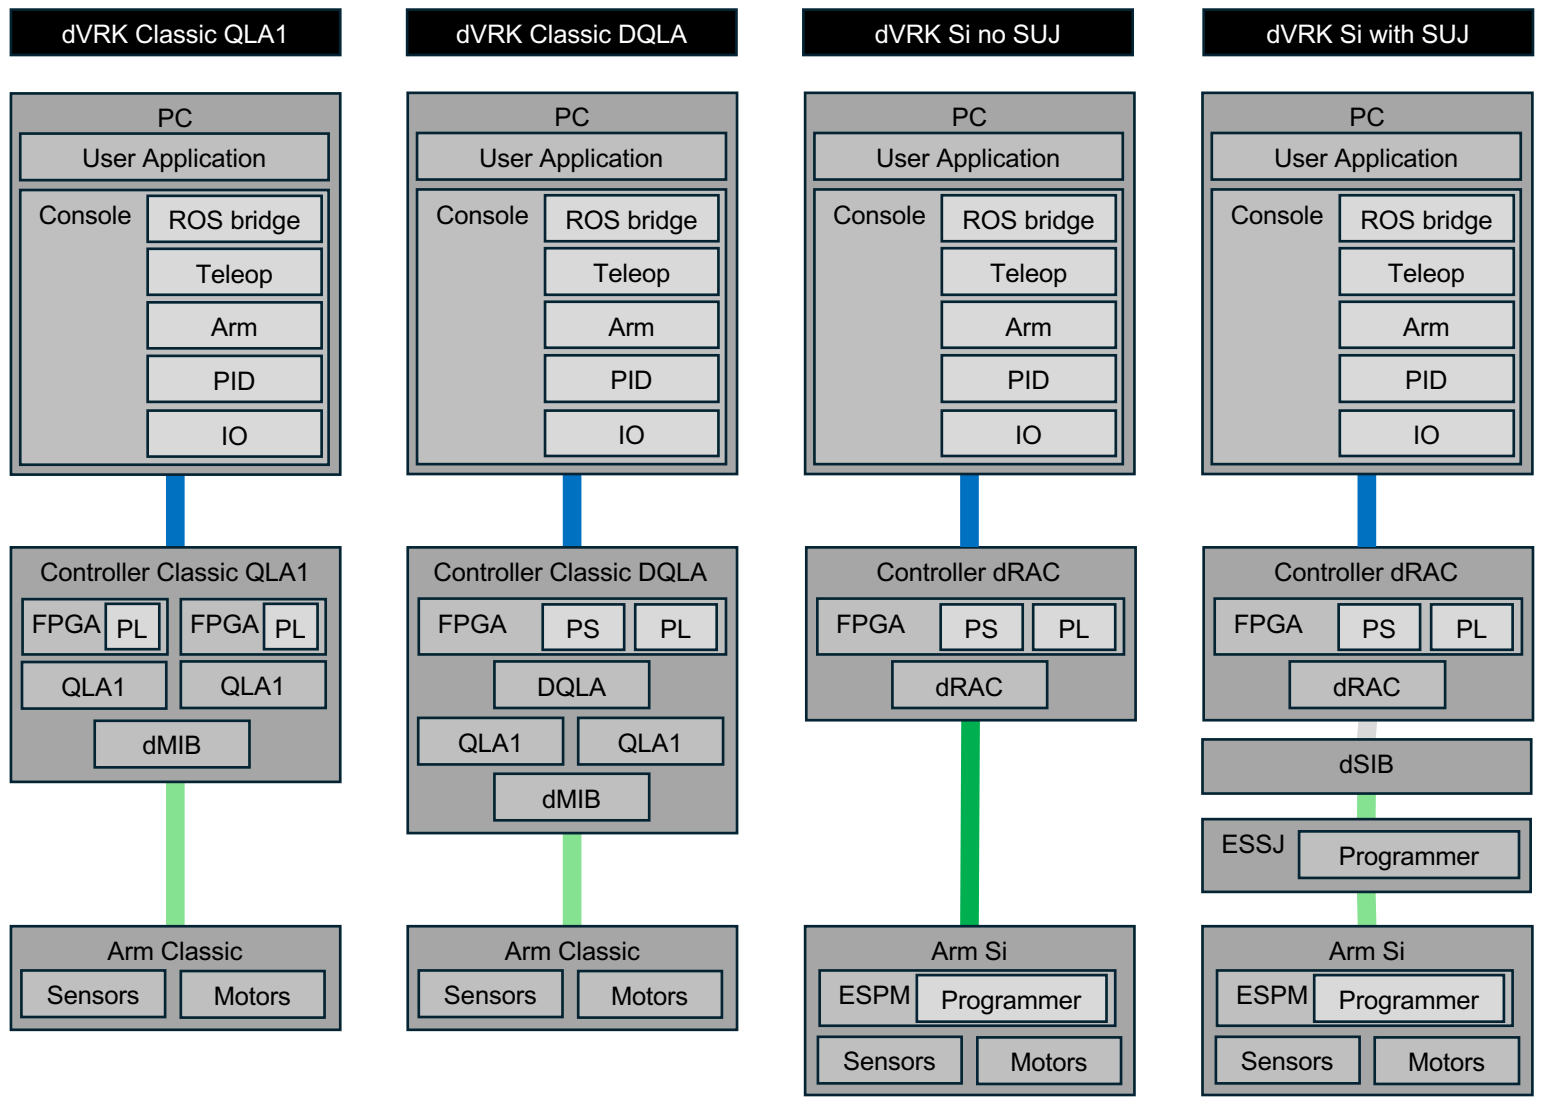 dVRK Classic QLA1
PC
User Application
Console
ROS bridge
Teleop
Arm
PID
IO
Controller Classic QLA1
FPGA PL
FPGA PL
QLA1
QLA1
dMIB
Arm Classic
Sensors
Motors
dVRK Classic DQLA
PC
User Application
Console
ROS bridge
Teleop
Arm
PID
IO
Controller Classic DQLA
FPGA
PS
PL
DQLA
QLA1
QLA1
dMIB
Arm Classic
Sensors
Motors
dVRK Si no SUJ
PC
User Application
Console
ROS bridge
Teleop
Arm
PID
IO
Controller dRAC
FPGA
PS
PL
dRAC
Arm Si
ESPM
Programmer
Sensors
Motors
dVRK Si with SUJ
PC
User Application
Console
ROS bridge
Teleop
Arm
PID
IO
Controller dRAC
FPGA
PS
PL
dRAC
dSIB
ESSJ
Programmer
Arm Si
ESPM
Programmer
Sensors
Motors